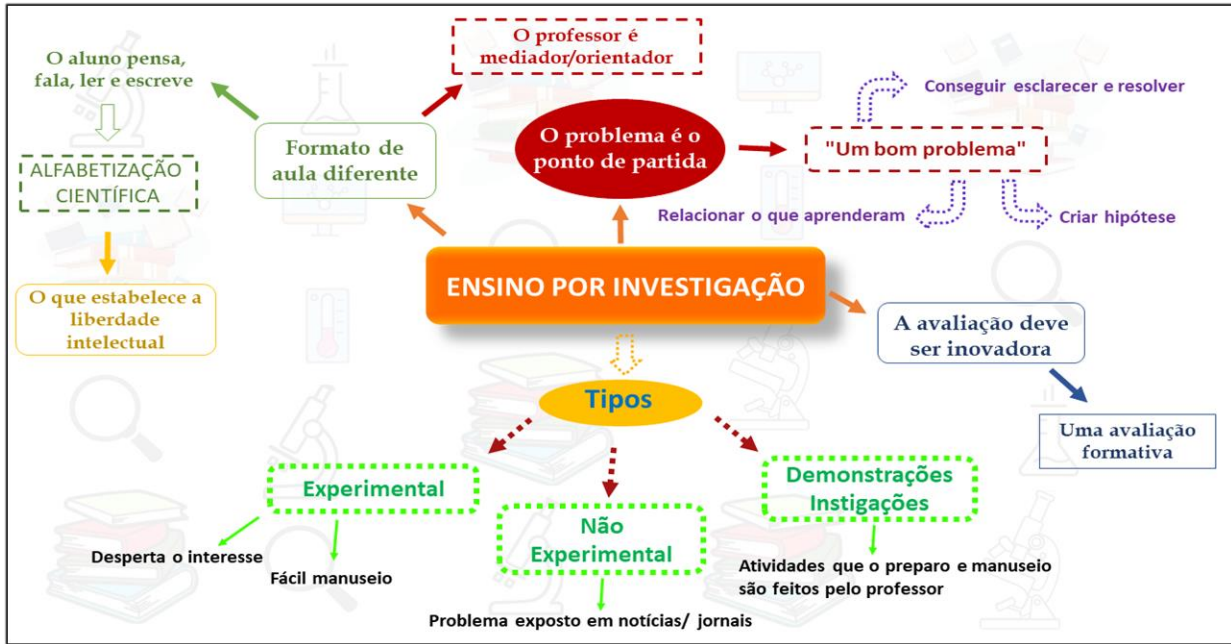 O aluno pensa,
fala, ler e escreve
ALFABETIZAÇÃO
CIENTÍFICA
O que estabelece a
liberdade
intelectual
Formato de
aula diferente
O professor é
mediador/orientador
O problema é o
ponto de partida
"Um bom problema"
Conseguir esclarecer e resolver
Relacionar o que aprenderam
Criar hipótese
ENSINO POR INVESTIGAÇÃO
A avaliação deve
ser inovadora
Uma avaliação
formativa
Tipos
Experimental
Desperta o interesse
Fácil manuseio
Não
Experimental
Problema exposto em notícias/ jornais
Demonstrações
Instigações
Atividades que o preparo e manuseio
são feitos pelo professor